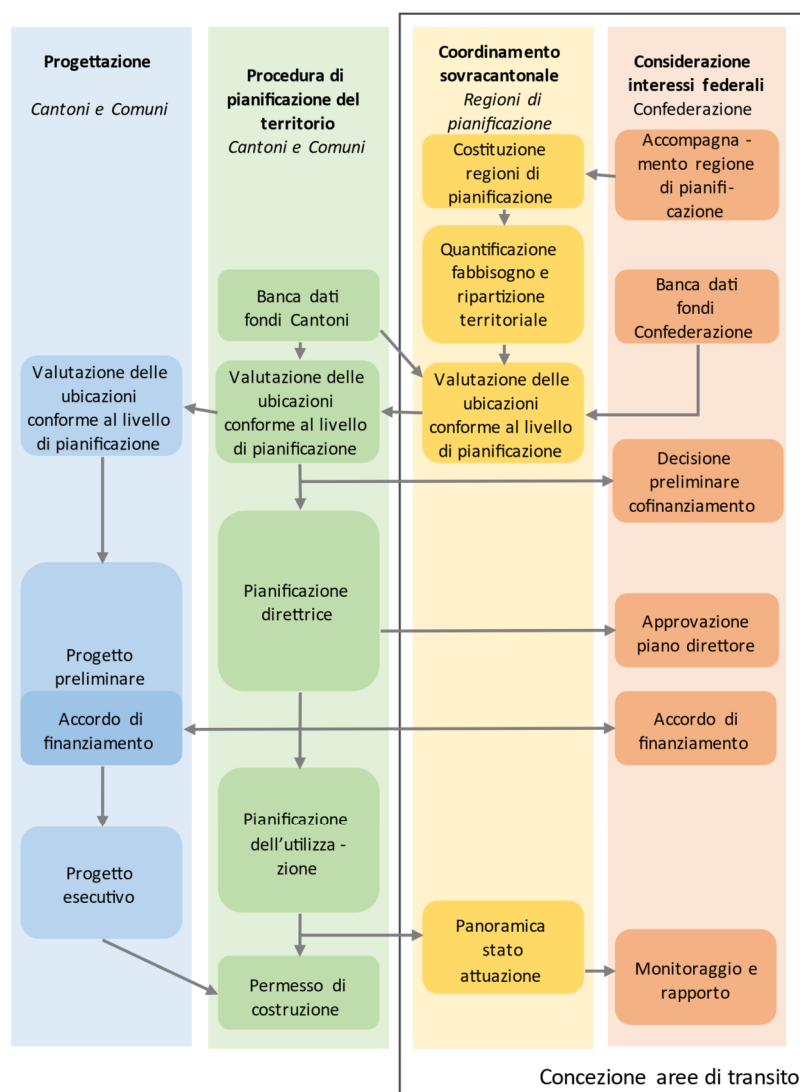 Progettazione
Cantoni e Comuni
Procedura di
pianificazione del
territorio
Cantoni e Comuni
Coordinamento
sovracantonale
Regioni di
pianificazione
Considerazione
interessi federali
Confederazione
Costituzione
regioni di
pianificazione
Accompagna -
mento regione
di pianifi-
cazione
Quantificazione
fabbisogno e
ripartizione
territoriale
Banca dati
fondi Cantoni
Banca dati
fondi
Confederazione
Valutazione delle
ubicazioni
conforme al livello
di pianificazione
Valutazione delle
ubicazioni
conforme al livello
di pianificazione
Valutazione delle
ubicazioni
conforme al livello
di pianificazione
Decisione
preliminare
cofinanziamento
Pianificazione
direttrice
Approvazione
piano direttore
Progetto
preliminare
Accordo di
finanziamento
Accordo di
finanziamento
Pianificazione
dell'utilizza -
zione
Progetto
esecutivo
Panoramica
stato
attuazione
Monitoraggio e
rapporto
Permesso di
costruzione
Concezione aree di transito